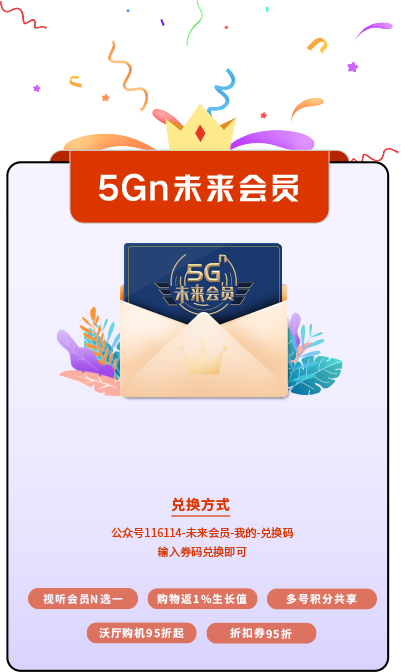 5Gn未来会员
5Gn
未来会员
兑换方式
公众号116114-未来会员-我的-兑换码
输入券码兑换即可
视听会员N选一
购物返1%生长值
多号积分共享
沃厅购机95折起
折扣券95折